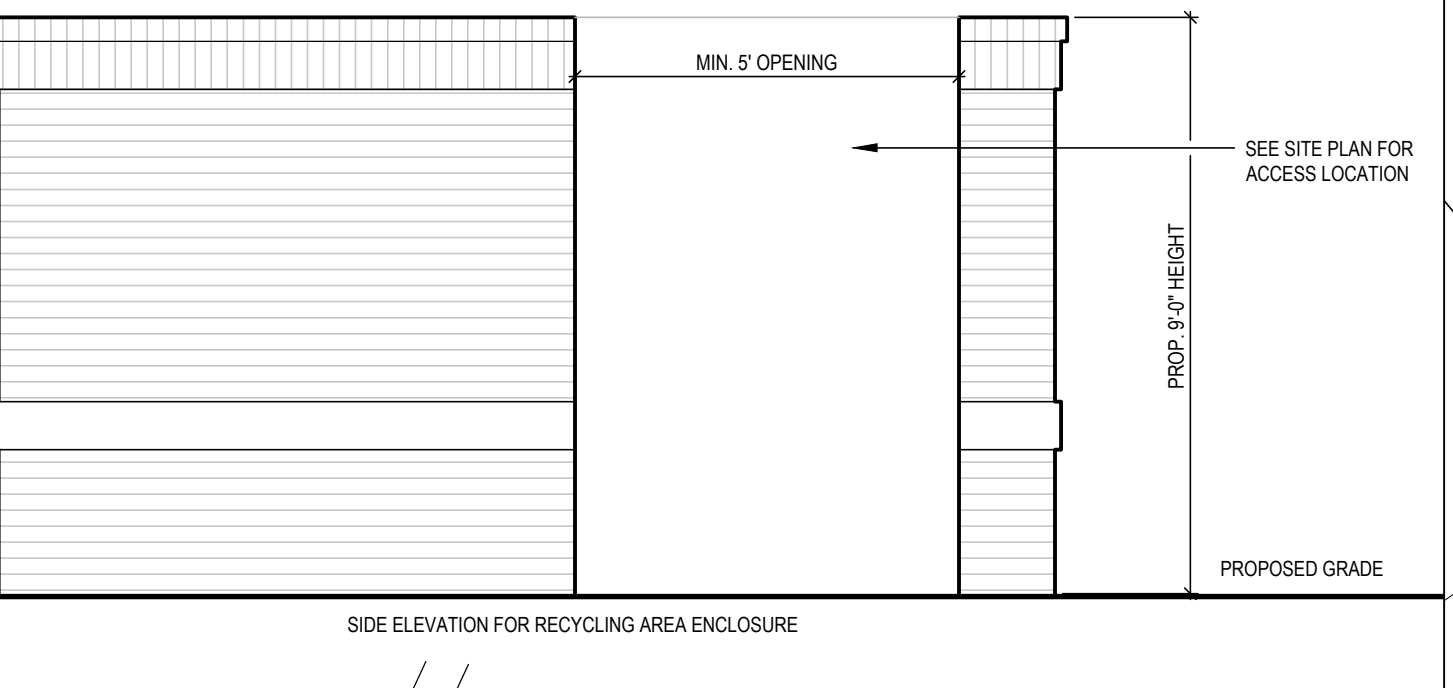 MIN. 5' OPENING
SEE SITE PLAN FOR
ACCESS LOCATION
PROP. 9'-0" HEIGHT
PROPOSED GRADE
SIDE ELEVATION FOR RECYCLING AREA ENCLOSURE